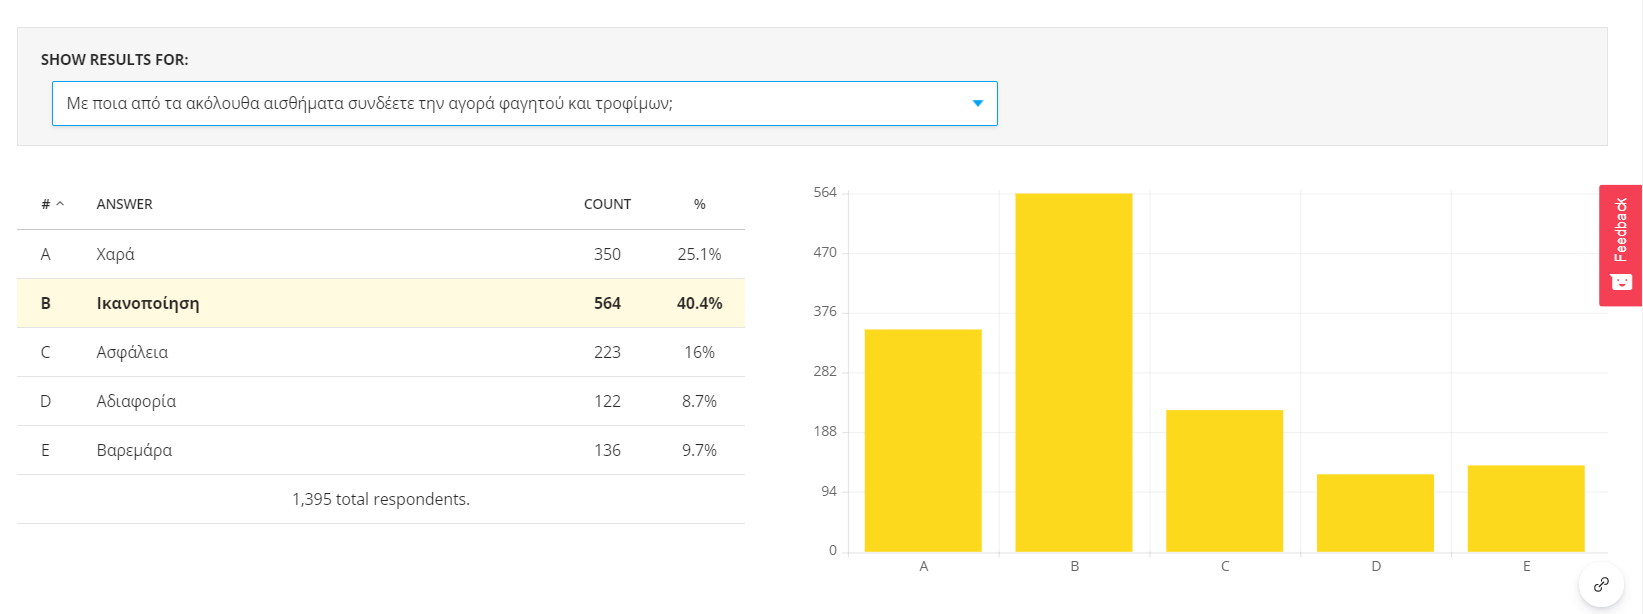 SHOW RESULTS FOR:
Με ποια από τα ακόλουθα αισθήματα συνδέετε την αγορά φαγητού και τροφίμων;
# ANSWER COUNT %
A Χαρά 350 25.1%
B Ικανοποίηση 564 40.4%
C Ασφάλεια 223 16%
D Αδιαφορία 122 8.7%
E Βαρεμάρα 136 9.7%
1,395 total respondents.
564
470
376
282
188
94
0
A B C D E
Feedback